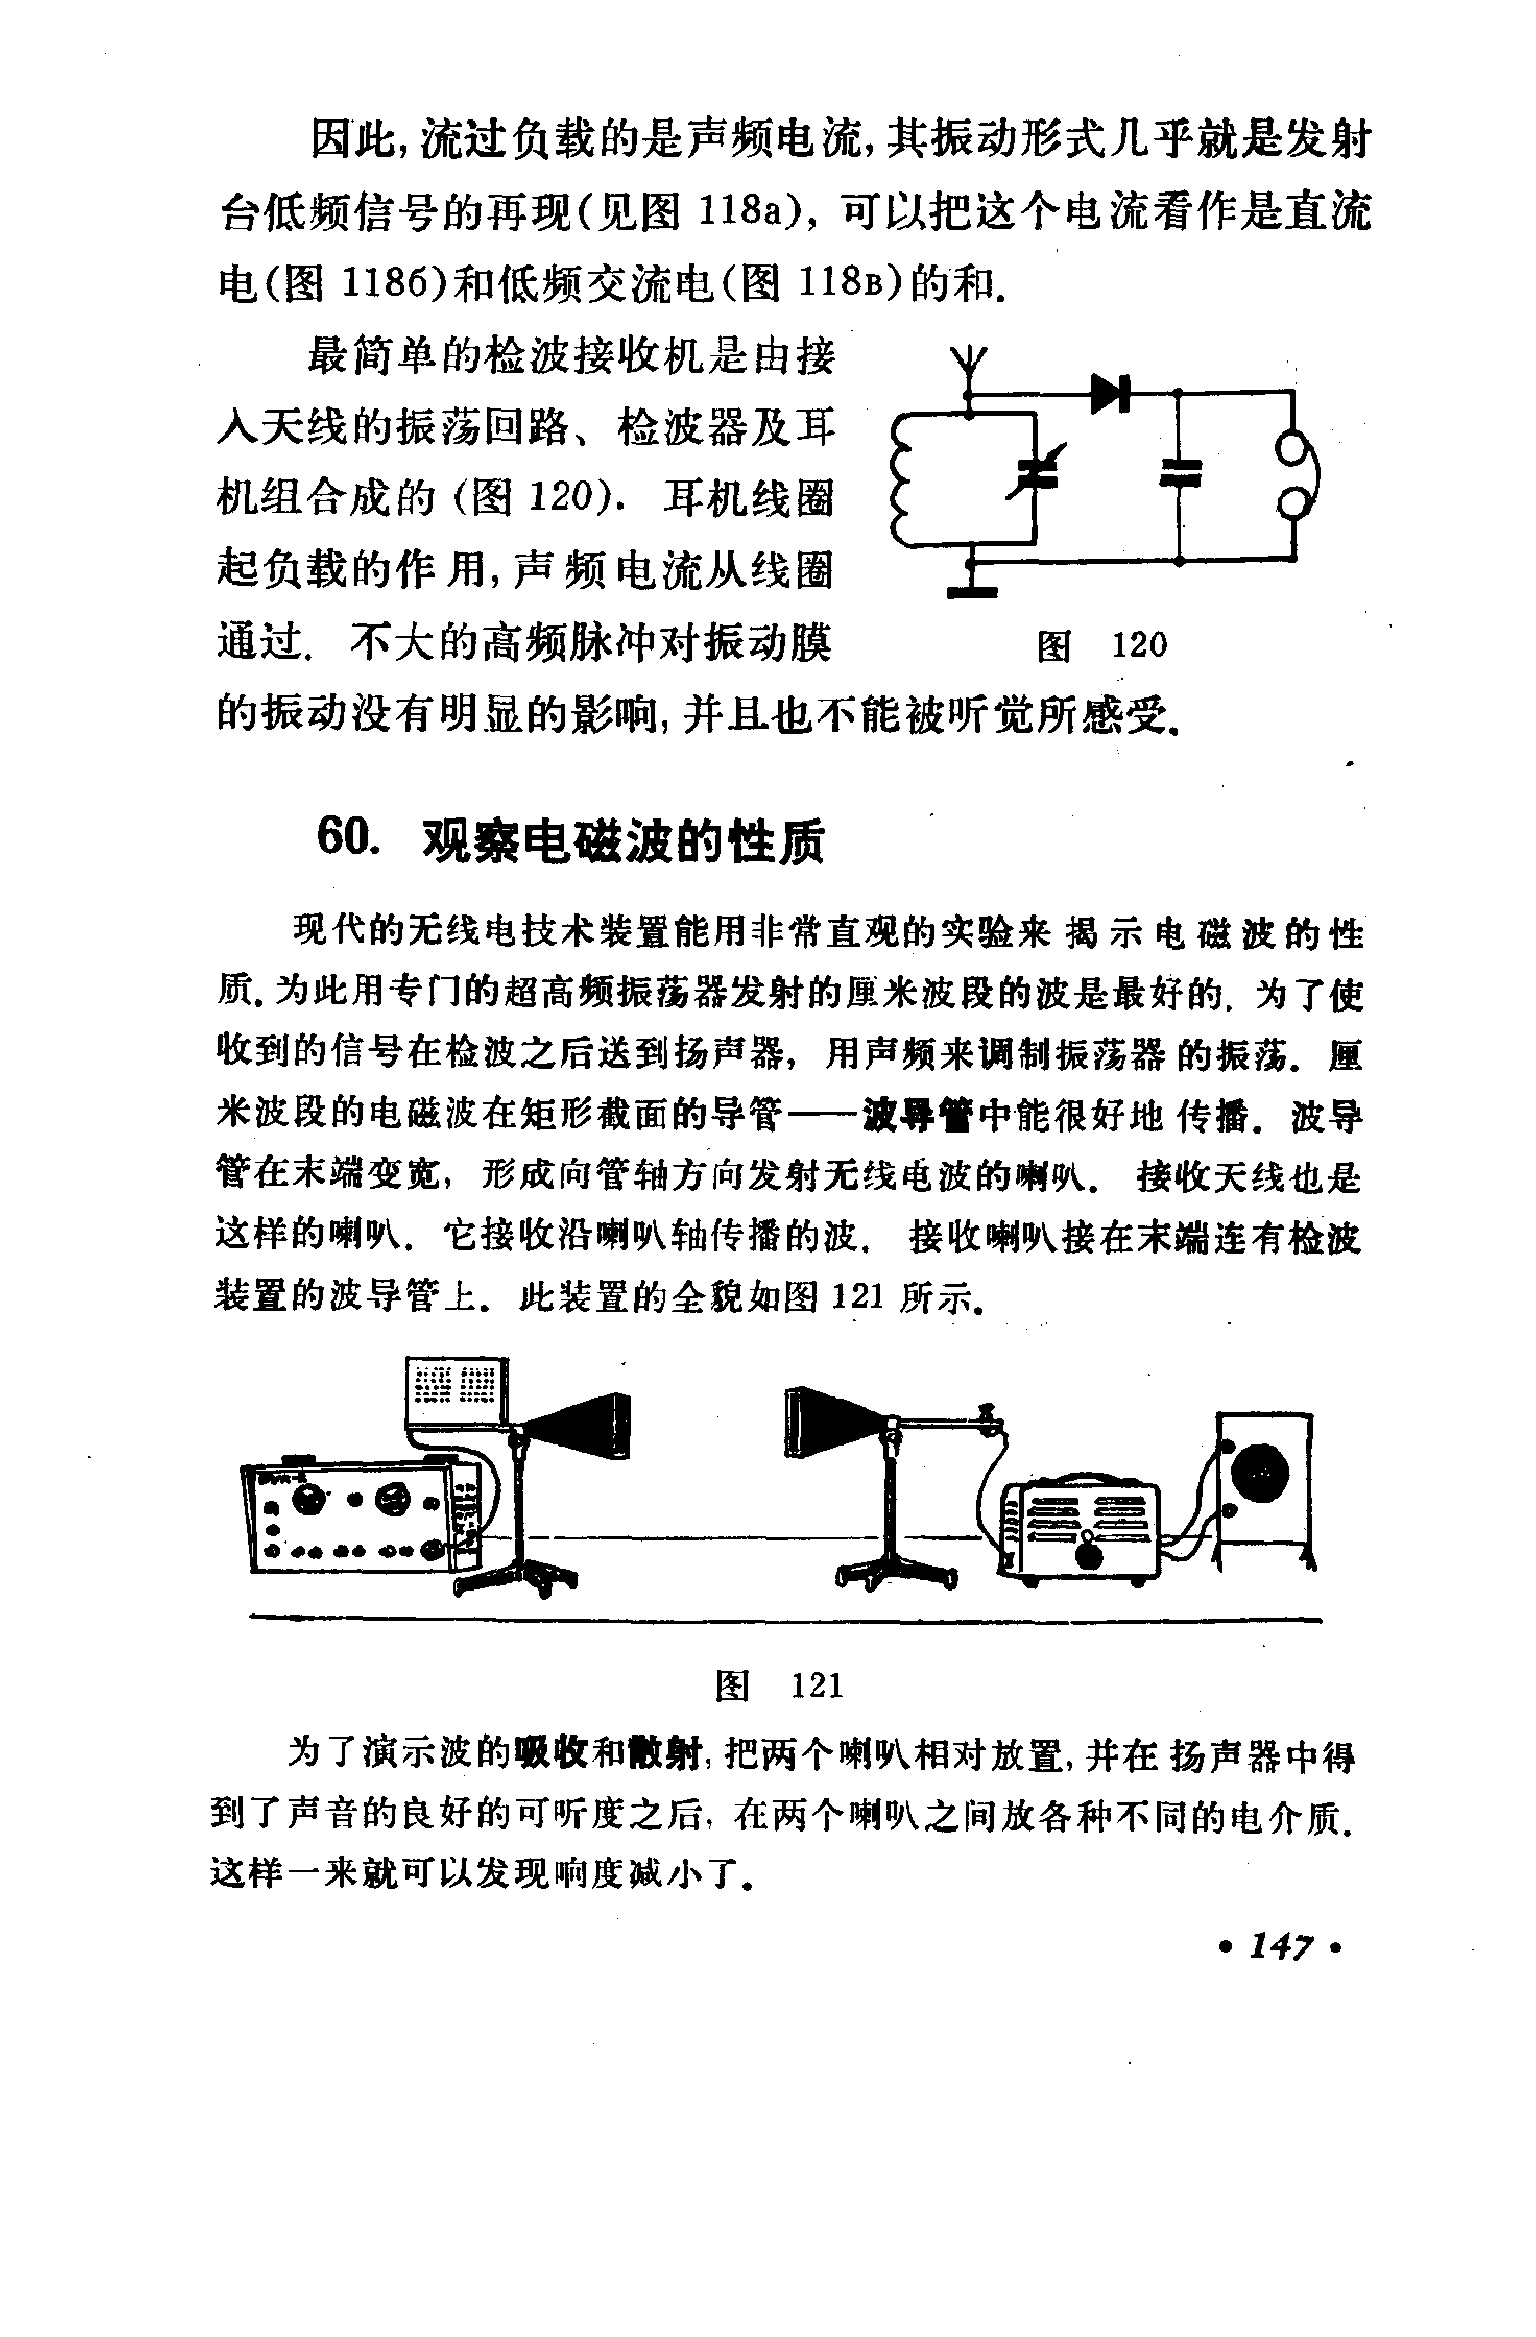 因此,流过负载的是声频电流,其振动形式几乎就是发射
台低频信号的再现(见图 118a), 可以把这个电流看作是直流
电(图 118б)和低频交流电(图 118в)的和.
最简单的检波接收机是由接
入天线的振荡回路、检波器及耳
机组合成的 (图 120). 耳机线圈
起负载的作用,声频电流从线圈
通过. 不大的高频脉冲对振动膜
图 120
的振动没有明显的影响,并且也不能被听觉所感受.
60. 观察电磁波的性质
现代的无线电技术装置能用非常直观的实验来揭示电磁波的性
质.为此用专门的超高频振荡器发射的厘米波段的波是最好的. 为了使
收到的信号在检波之后送到扬声器, 用声频来调制振荡器的振荡. 厘
米波段的电磁波在矩形截面的导管——波导管中能很好地传播. 波导
管在末端变宽, 形成向管轴方向发射无线电波的喇叭. 接收天线也是
这样的喇叭. 它接收沿喇叭轴传播的波. 接收喇叭接在末端连有检波
装置的波导管上. 此装置的全貌如图 121 所示.
图 121
为了演示波的吸收和散射,把两个喇叭相对放置,并在扬声器中得
到了声音的良好的可听度之后, 在两个喇叭之间放各种不同的电介质.
这样一来就可以发现响度减小了.
• 147 •